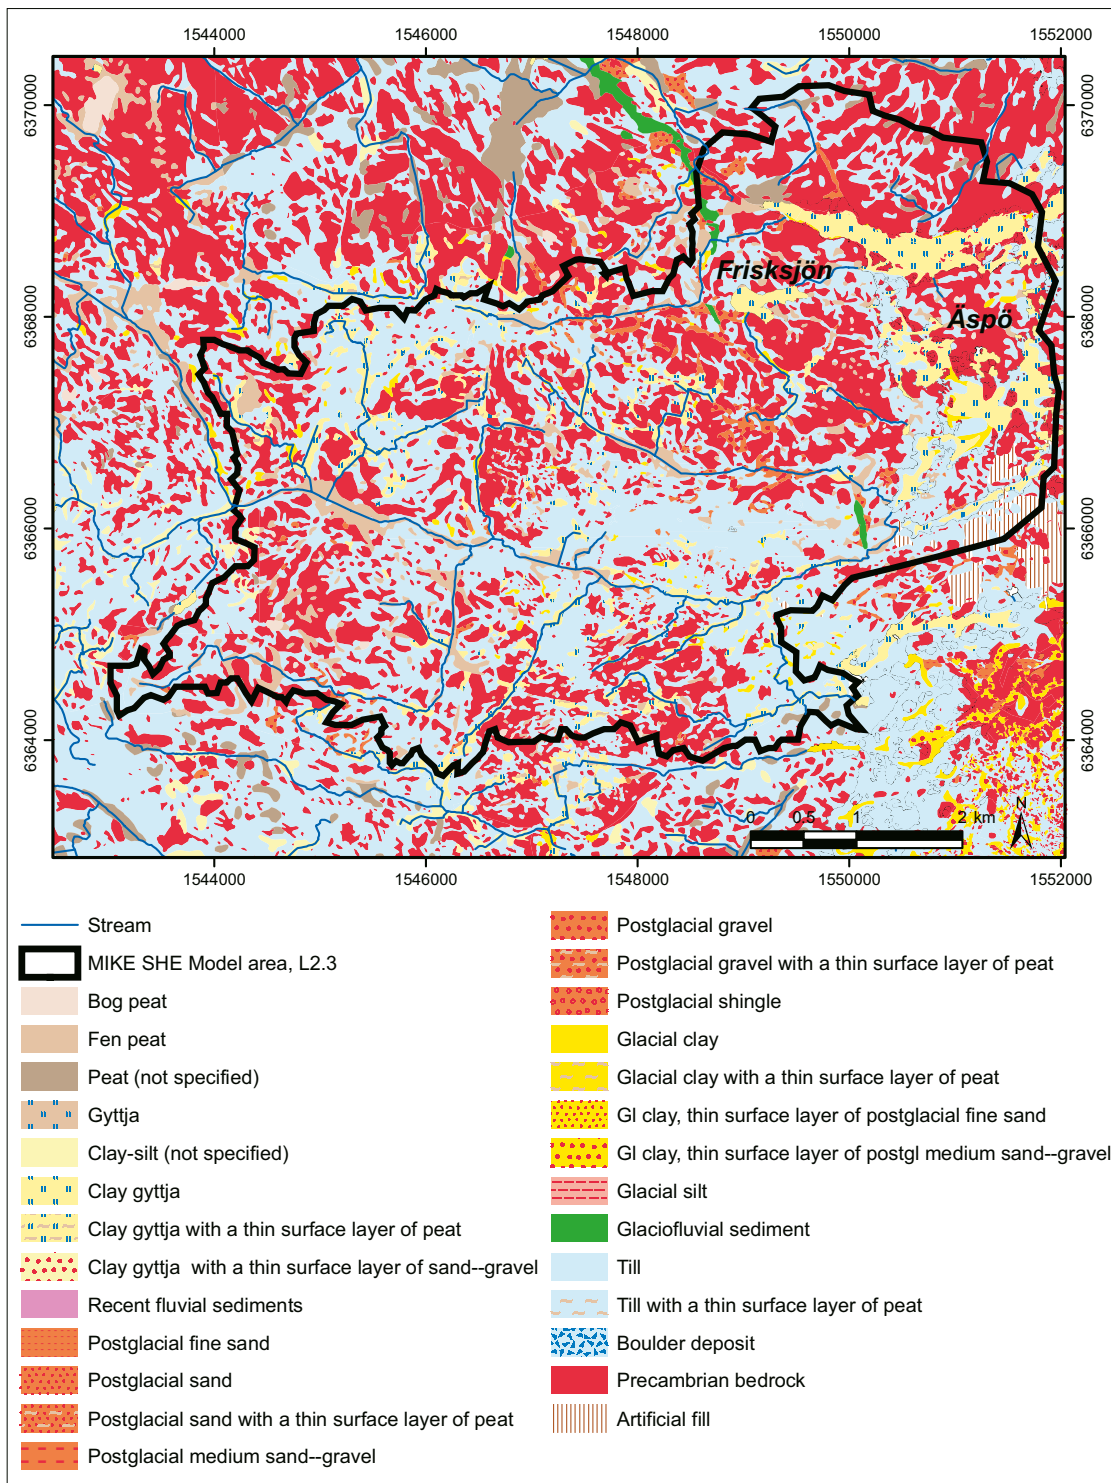 1544000 1546000 1548000 1550000 1552000
6370000 6370000
Frisksjön
6368000 6368000
Äspö
6366000 6366000
6364000 6364000
N
0 0.5 1 2 km
1544000 1546000 1548000 1550000 1552000
Stream
MIKE SHE Model area, L2.3
Bog peat
Fen peat
Peat (not specified)
Gyttja
Clay-silt (not specified)
Clay gyttja
Clay gyttja with a thin surface layer of peat
Clay gyttja with a thin surface layer of sand--gravel
Recent fluvial sediments
Postglacial fine sand
Postglacial sand
Postglacial sand with a thin surface layer of peat
Postglacial medium sand--gravel
Postglacial gravel
Postglacial gravel with a thin surface layer of peat
Postglacial shingle
Glacial clay
Glacial clay with a thin surface layer of peat
Gl clay, thin surface layer of postglacial fine sand
Gl clay, thin surface layer of postgl medium sand--gravel
Glacial silt
Glaciofluvial sediment
Till
Till with a thin surface layer of peat
Boulder deposit
Precambrian bedrock
Artificial fill